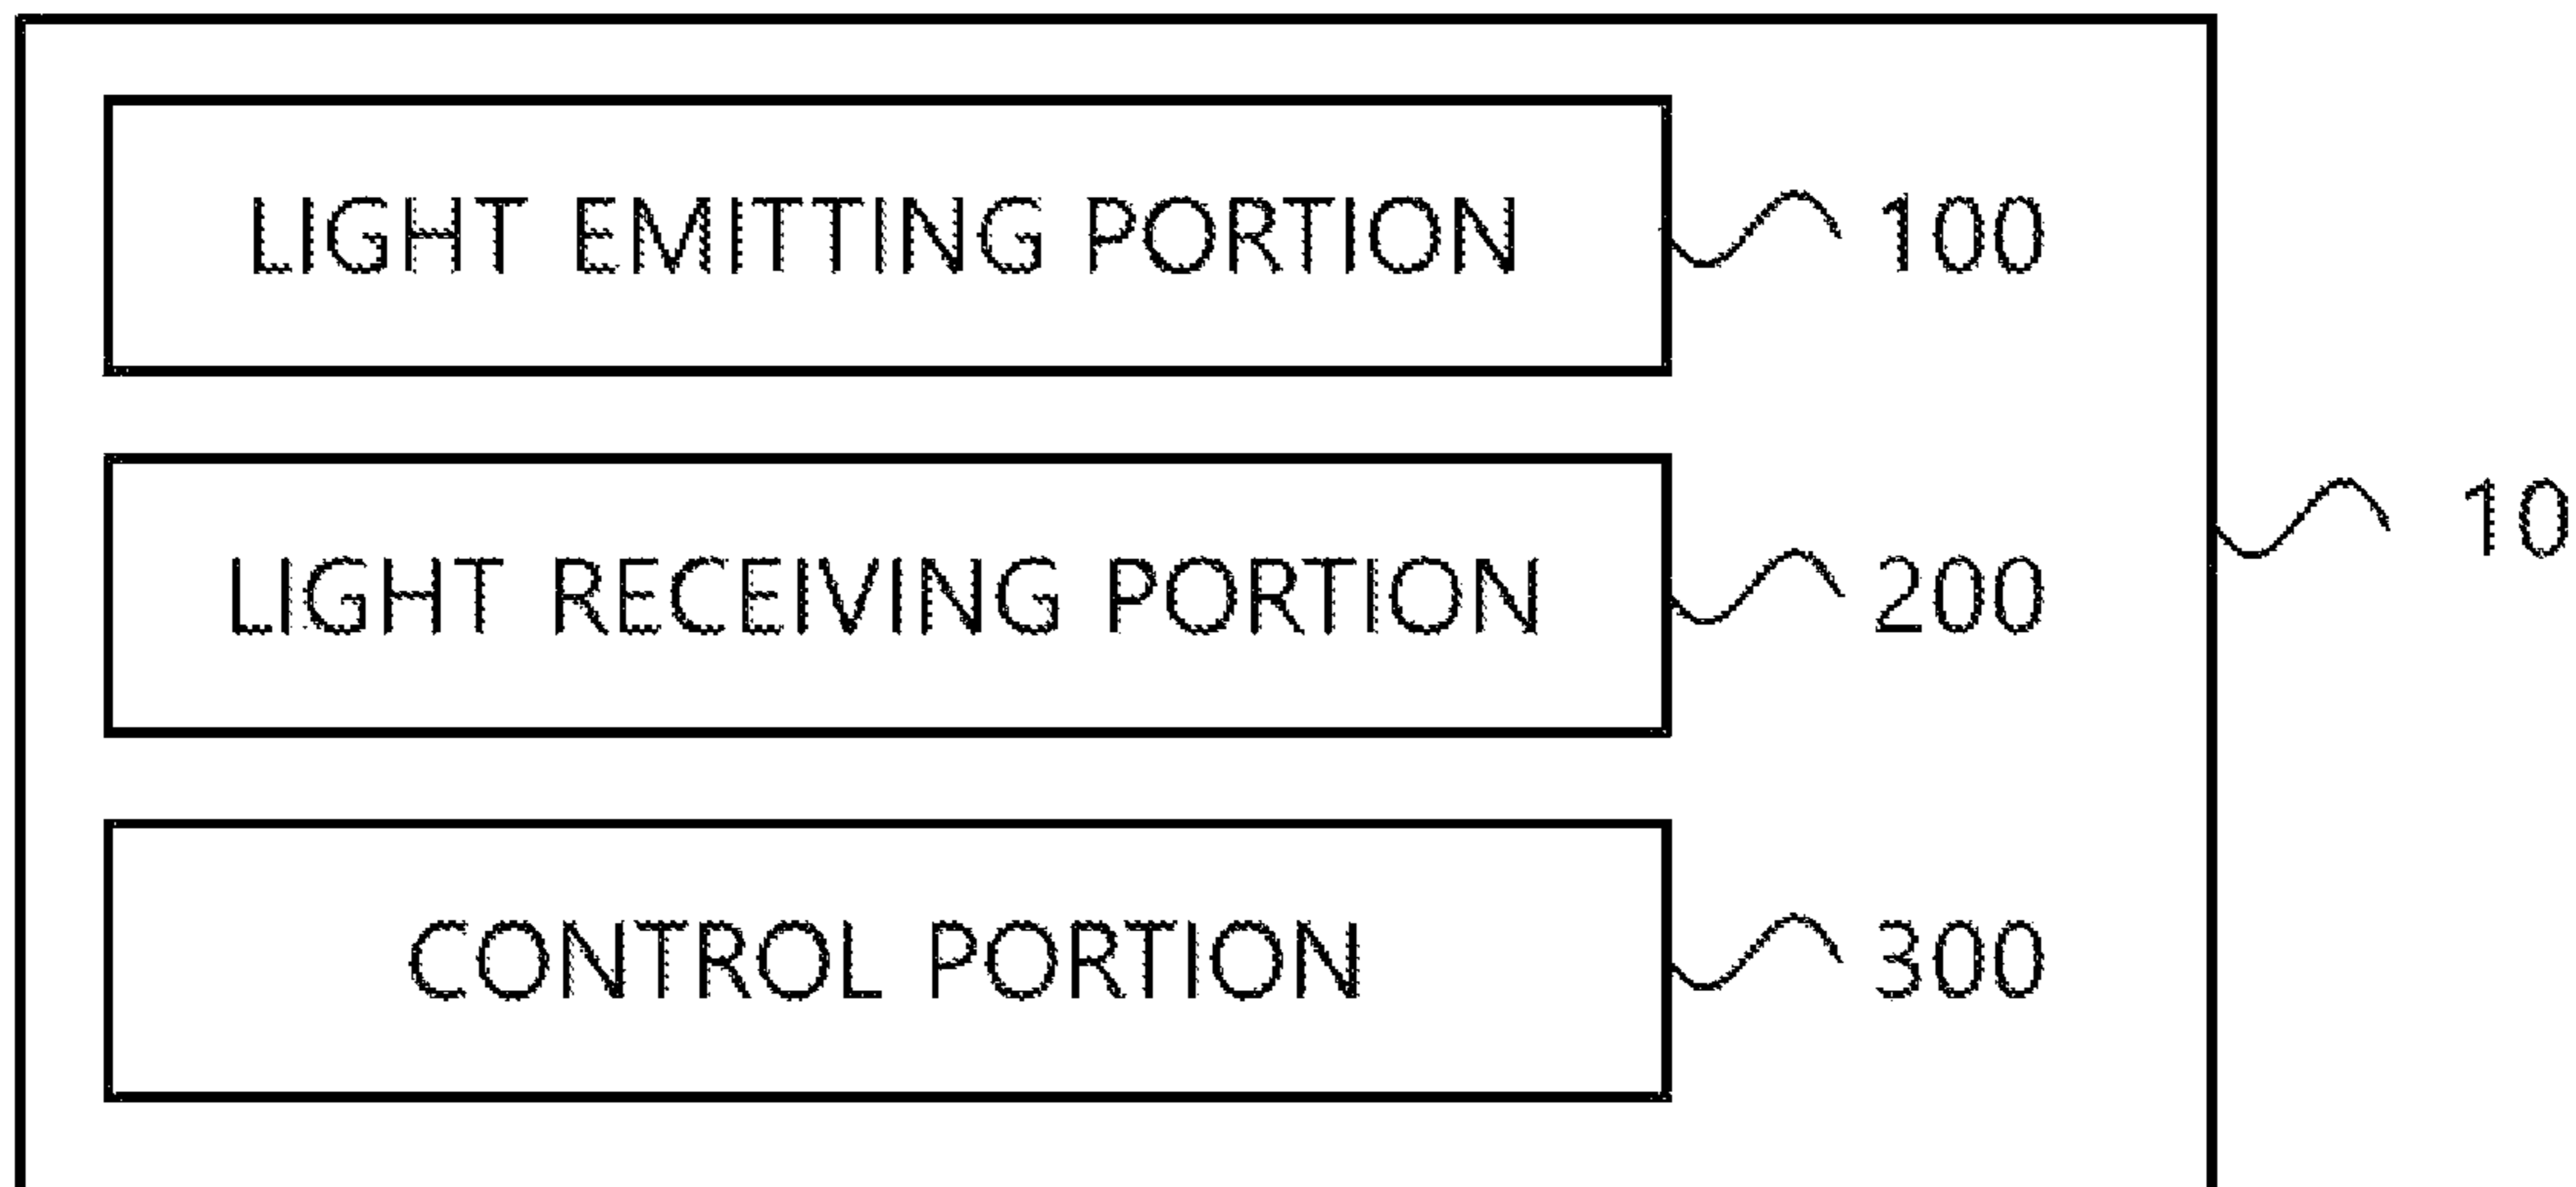 LIGHT EMITTING PORTION 100
LIGHT RECEIVING PORTION 200
10
CONTROL PORTION 300